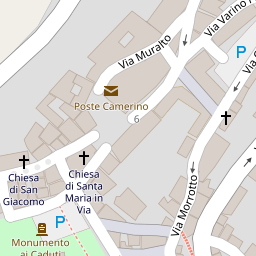 Via Varino
P
Via Muralto
Poste Camerino
6
Chiesa
di San
Giacomo
Chiesa
di Santa
Maria in
Via
Via Morrotto
P
Monumento
ai Caduti